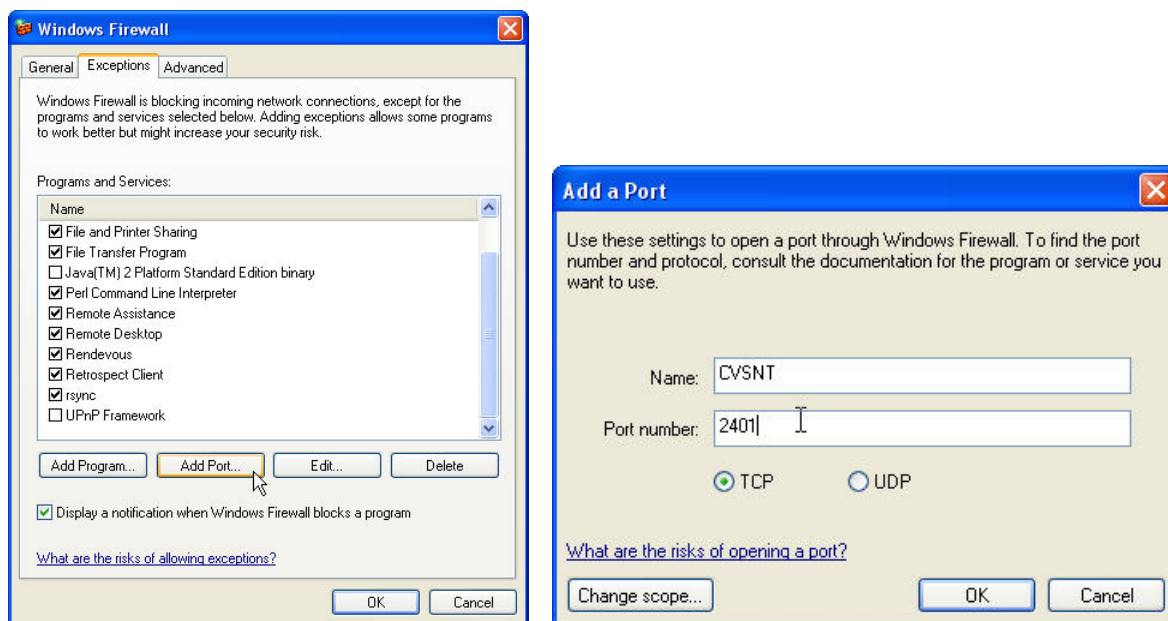 Windows Firewall
General Exceptions Advanced
Windows Firewall is blocking incoming network connections, except for the
programs and services selected below. Adding exceptions allows some programs
to work better but might increase your security risk.
Programs and Services:
Name
File and Printer Sharing
File Transfer Program
Java(TM) 2 Platform Standard Edition binary
Perl Command Line Interpreter
Remote Assistance
Remote Desktop
Rendevous
Retrospect Client
rsync
UPnP Framework
Add Program... Add Port... Edit... Delete
Display a notification when Windows Firewall blocks a program
What are the risks of allowing exceptions?
OK Cancel
Add a Port
Use these settings to open a port through Windows Firewall. To find the port
number and protocol, consult the documentation for the program or service you
want to use.
Name: CVSNT
Port number: 2401
TCP UDP
What are the risks of opening a port?
Change scope... OK Cancel